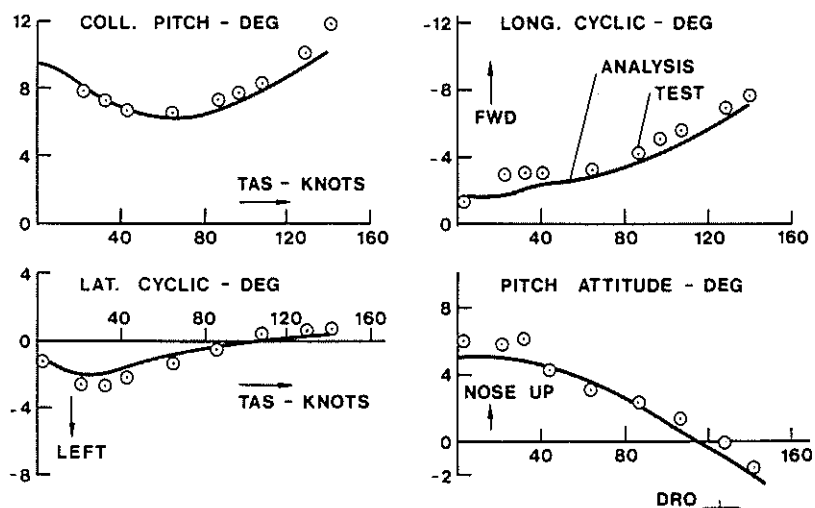 COLL. PITCH - DEG
12
8
4
0
TAS - KNOTS
40
80
120
160
LONG. CYCLIC - DEG
-12
-8
-4
0
FWD
ANALYSIS
TEST
40
80
120
160
LAT. CYCLIC - DEG
4
0
-4
-8
40
80
120
160
TAS - KNOTS
LEFT
PITCH ATTITUDE - DEG
8
4
0
-2
NOSE UP
40
80
160
DRO